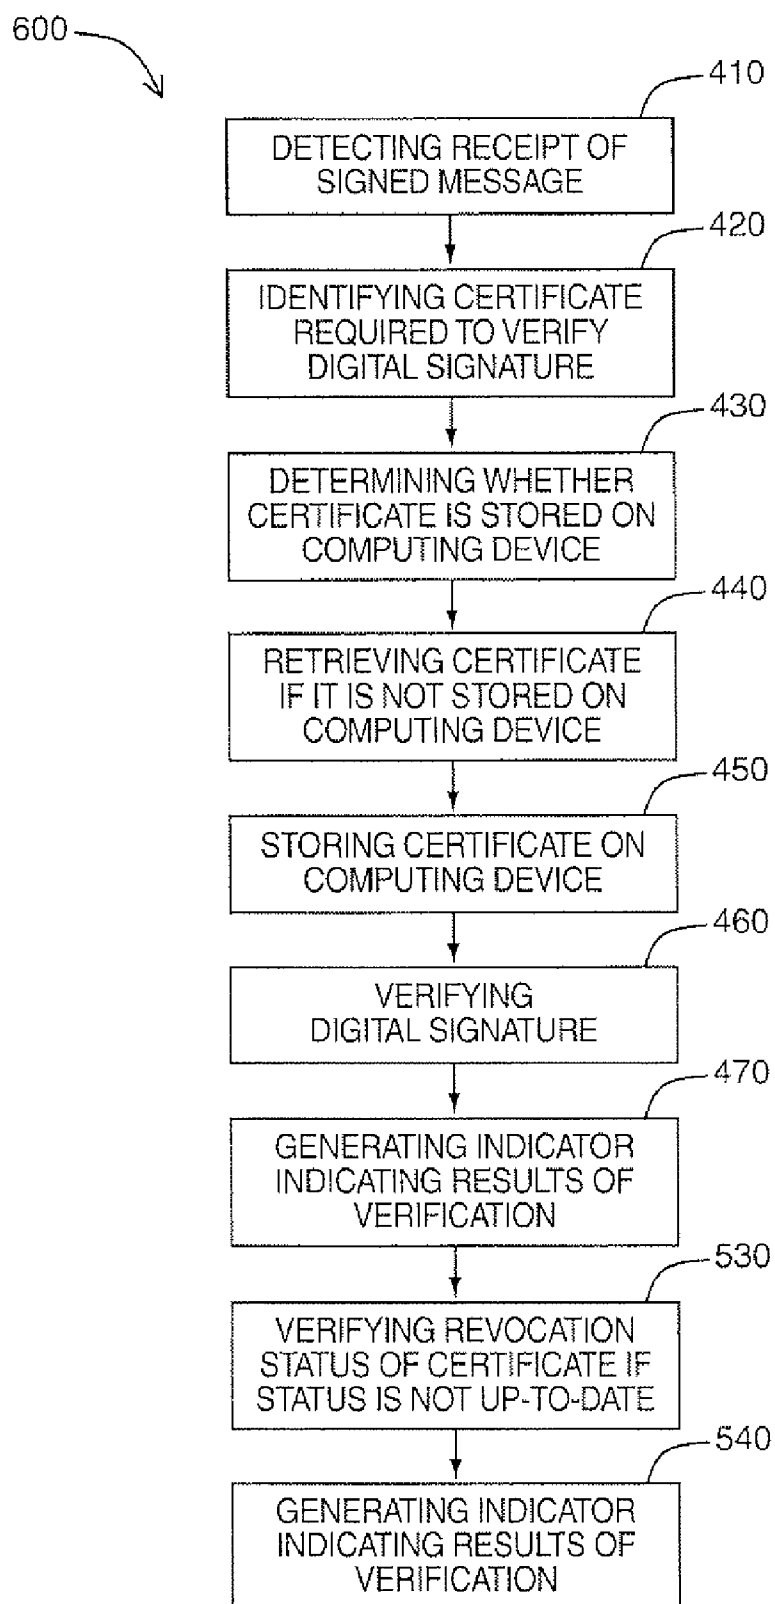 600
410
DETECTING RECEIPT OF
SIGNED MESSAGE
420
IDENTIFYING CERTIFICATE
REQUIRED TO VERIFY
DIGITAL SIGNATURE
430
DETERMINING WHETHER
CERTIFICATE IS STORED ON
COMPUTING DEVICE
440
RETRIEVING CERTIFICATE
IF IT IS NOT STORED ON
COMPUTING DEVICE
450
STORING CERTIFICATE ON
COMPUTING DEVICE
460
VERIFYING
DIGITAL SIGNATURE
470
GENERATING INDICATOR
INDICATING RESULTS OF
VERIFICATION
530
VERIFYING REVOCATION
STATUS OF CERTIFICATE IF
STATUS IS NOT UP-TO-DATE
540
GENERATING INDICATOR
INDICATING RESULTS OF
VERIFICATION